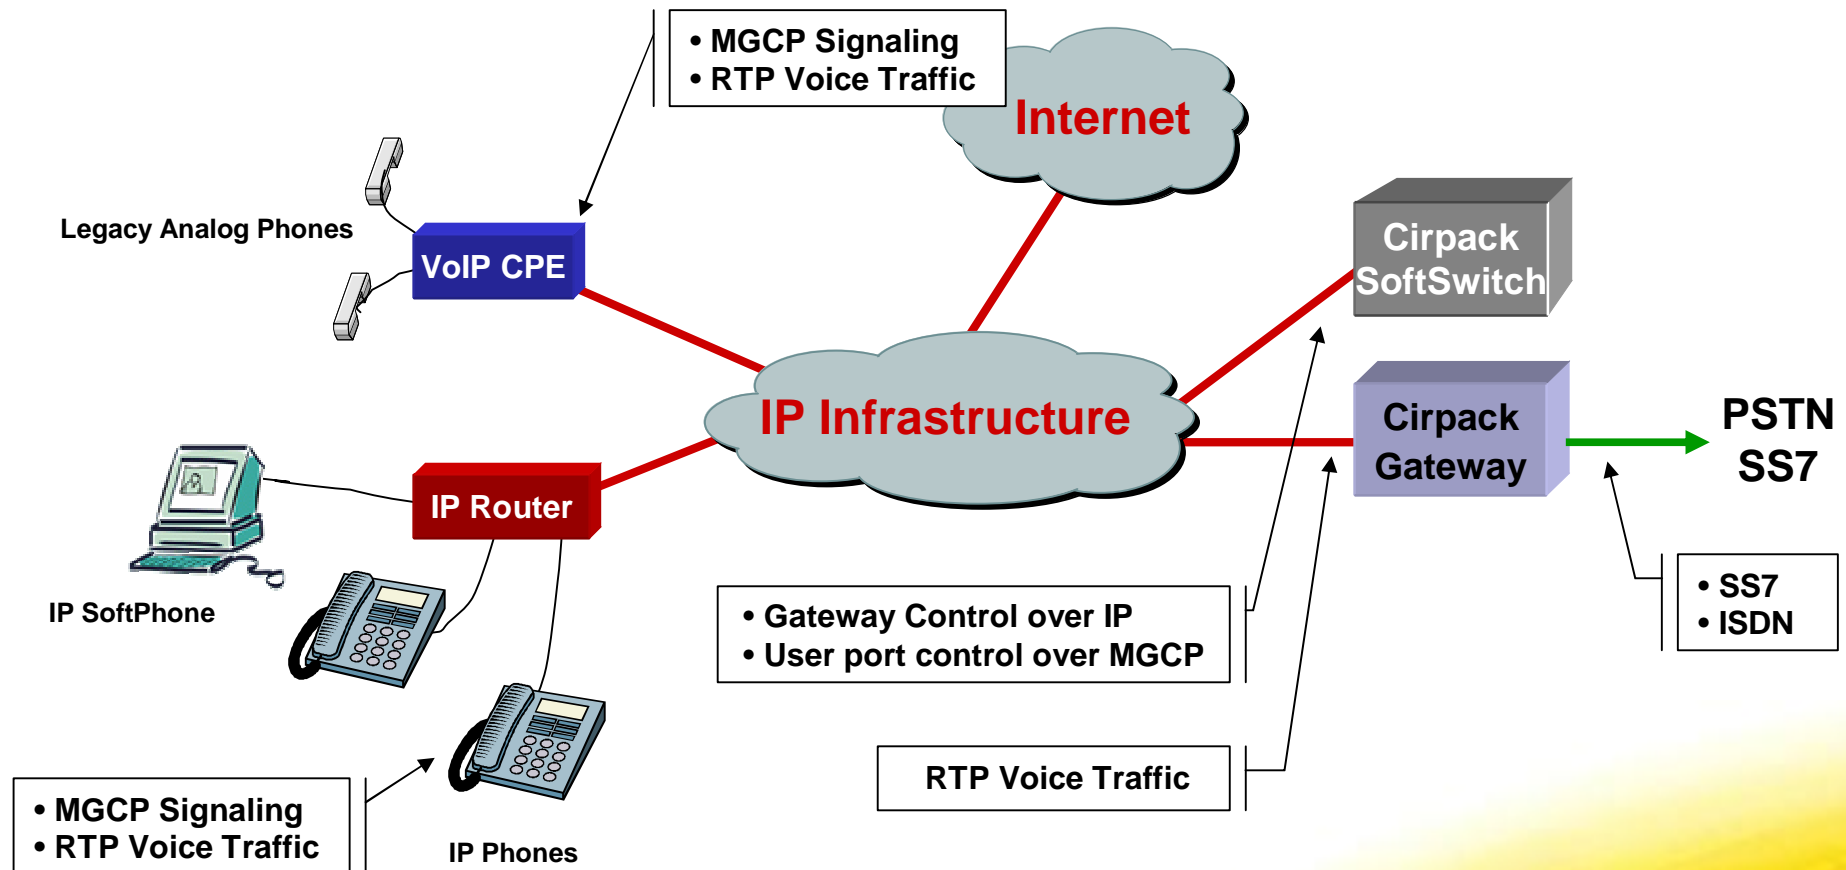 • MGCP Signaling
• RTP Voice Traffic
Internet
Legacy Analog Phones
VoIP CPE
Cirpack
SoftSwitch
IP Infrastructure
Cirpack
Gateway
PSTN
SS7
IP Router
IP SoftPhone
• Gateway Control over IP
• User port control over MGCP
• SS7
• ISDN
RTP Voice Traffic
• MGCP Signaling
• RTP Voice Traffic
IP Phones